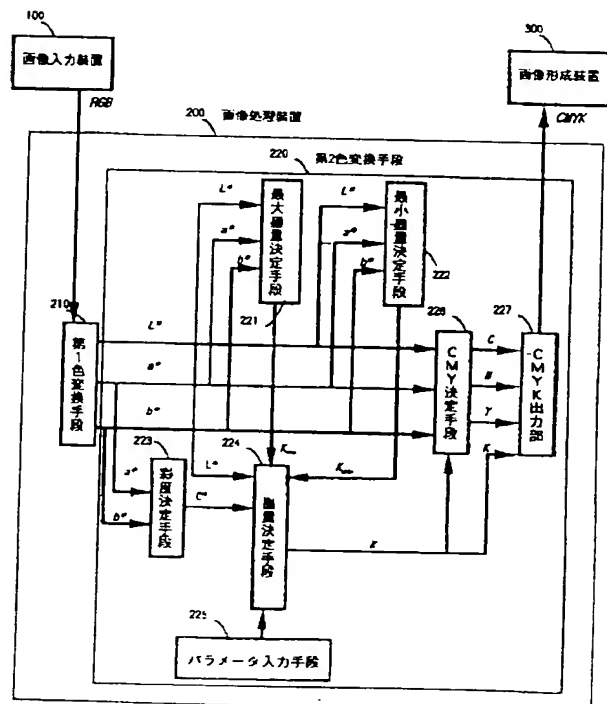 100
画像入力装置
RGB
300
画像形成装置
CMYK
200 画像処理装置
220 第2色変換手段
L*
a*
b*
最大墨量決定手段
221
L*
a*
b*
最小墨量決定手段
222
210
第1色変換手段
L*
a*
b*
226
CMY決定手段
C
M
Y
K
227
CMYK出力部
a*
b*
223
彩度決定手段
C*
L*
224
墨量決定手段
Kmax
Kmin
K
225
パラメータ入力手段